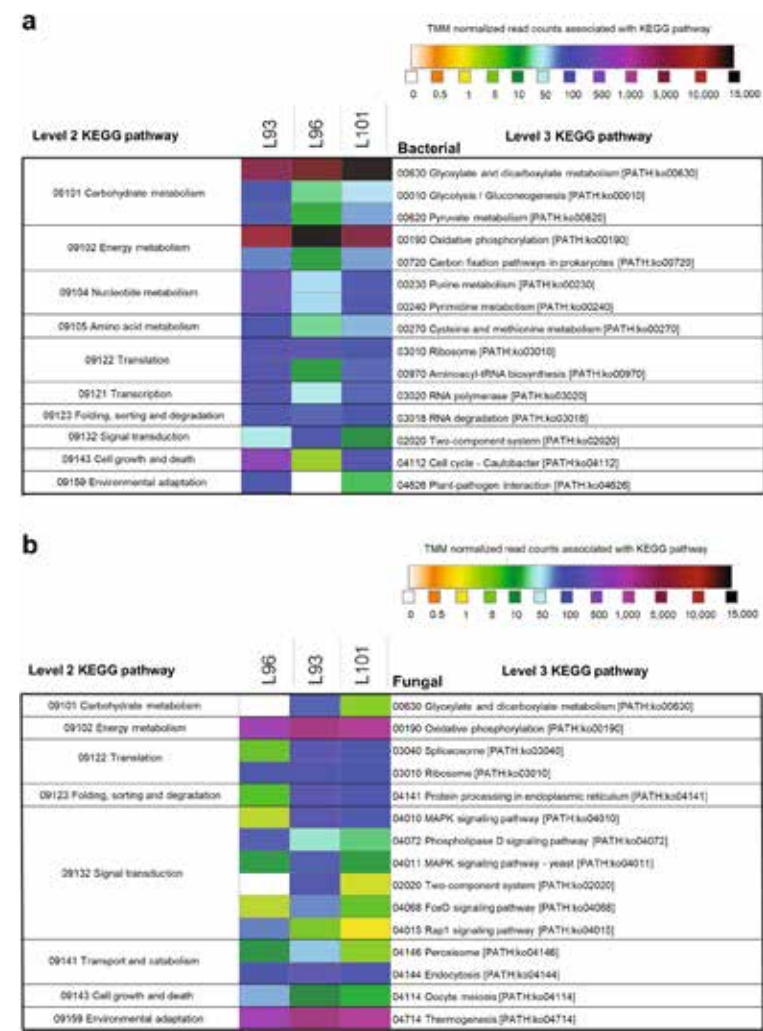 a
TMM normalized read counts associated with KEGG pathway
0 0.5 1 5 10 50 100 500 1,000 5,000 10,000 15,000
Level 2 KEGG pathway L93 L96 L101 Bacterial Level 3 KEGG pathway
09101 Carbohydrate metabolism
00630 Glyoxylate and dicarboxylate metabolism [PATH:ko00630]
00010 Glycolysis / Gluconeogenesis [PATH:ko00010]
00620 Pyruvate metabolism [PATH:ko00620]
09102 Energy metabolism
00190 Oxidative phosphorylation [PATH:ko00190]
00720 Carbon fixation pathways in prokaryotes [PATH:ko00720]
09104 Nucleotide metabolism
00230 Purine metabolism [PATH:ko00230]
00240 Pyrimidine metabolism [PATH:ko00240]
09105 Amino acid metabolism
00270 Cysteine and methionine metabolism [PATH:ko00270]
09122 Translation
03010 Ribosome [PATH:ko03010]
00970 Aminoacyl-tRNA biosynthesis [PATH:ko00970]
09121 Transcription
03020 RNA polymerase [PATH:ko03020]
09123 Folding, sorting and degradation
03018 RNA degradation [PATH:ko03018]
09132 Signal transduction
02020 Two-component system [PATH:ko02020]
09143 Cell growth and death
04112 Cell cycle - Caulobacter [PATH:ko04112]
09159 Environmental adaptation
04626 Plant-pathogen interaction [PATH:ko04626]
b
TMM normalized read counts associated with KEGG pathway
0 0.5 1 5 10 50 100 500 1,000 5,000 10,000 15,000
Level 2 KEGG pathway L96 L93 L101 Fungal Level 3 KEGG pathway
09101 Carbohydrate metabolism
00630 Glyoxylate and dicarboxylate metabolism [PATH:ko00630]
09102 Energy metabolism
00190 Oxidative phosphorylation [PATH:ko00190]
09122 Translation
03040 Spliceosome [PATH:ko03040]
03010 Ribosome [PATH:ko03010]
09123 Folding, sorting and degradation
04141 Protein processing in endoplasmic reticulum [PATH:ko04141]
09132 Signal transduction
04010 MAPK signaling pathway [PATH:ko04010]
04072 Phospholipase D signaling pathway [PATH:ko04072]
04011 MAPK signaling pathway - yeast [PATH:ko04011]
02020 Two-component system [PATH:ko02020]
04068 FoxO signaling pathway [PATH:ko04068]
04015 Rap1 signaling pathway [PATH:ko04015]
09141 Transport and catabolism
04146 Peroxisome [PATH:ko04146]
04144 Endocytosis [PATH:ko04144]
09143 Cell growth and death
04114 Oocyte meiosis [PATH:ko04114]
09159 Environmental adaptation
04714 Thermogenesis [PATH:ko04714]